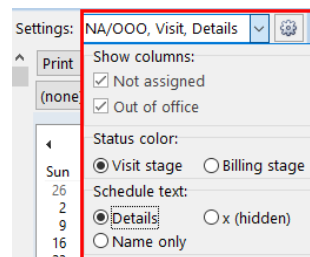 Settings: NA/OOO, Visit, Details
Print
Show columns:
Not assigned
(none)
Out of office
Status color:
Visit stage Billing stage
Sun
Schedule text:
26
2
Details x (hidden)
9
16
Name only